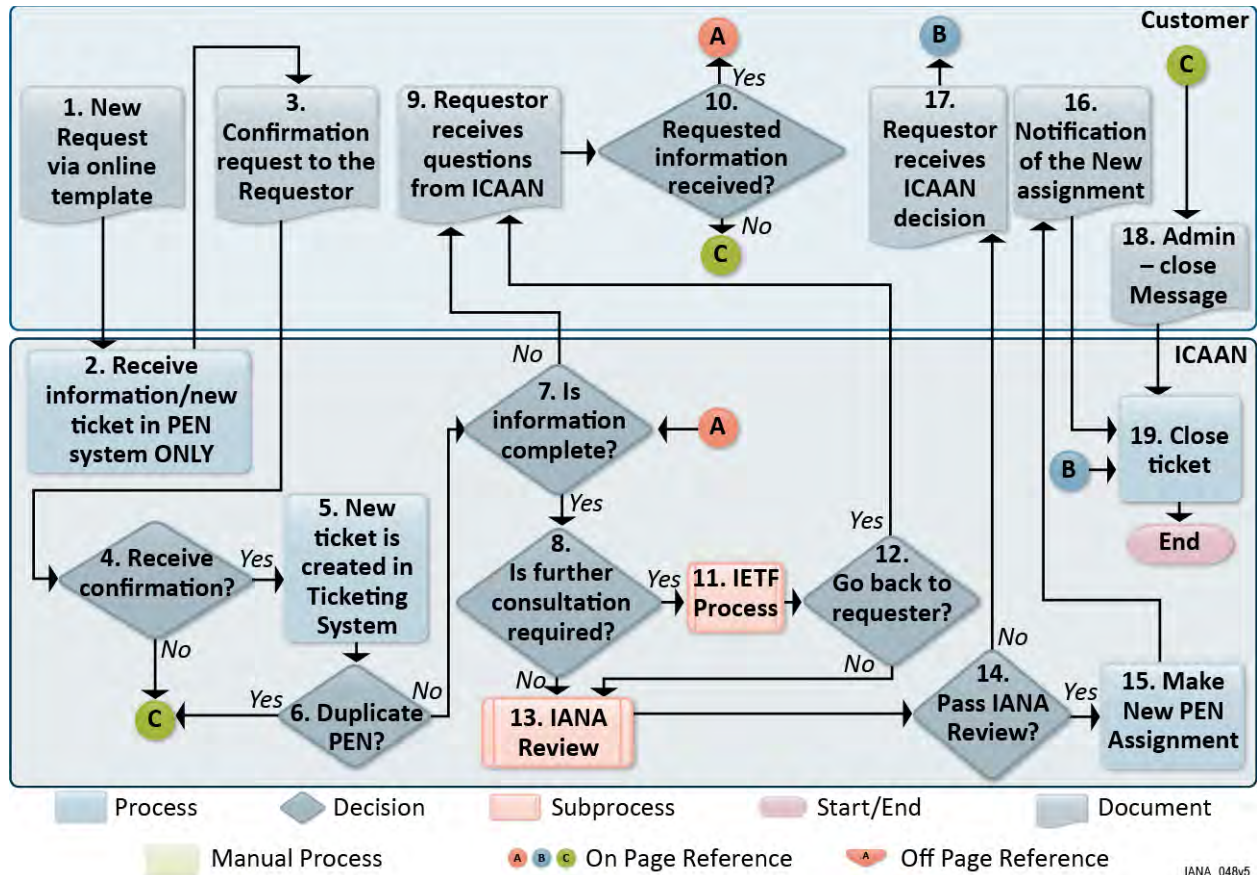 Customer
A
B
C
Yes
1. New
Request
via online
template
3.
Confirmation
request to the
Requestor
9. Requestor
receives
questions
from ICAAN
10.
Requested
information
received?
No
C
17.
Requestor
receives
ICAAN
decision
16.
Notification
of the New
assignment
18. Admin
– close
Message
ICAAN
2. Receive
information/new
ticket in PEN
system ONLY
No
7. Is
information
complete?
A
Yes
19. Close
ticket
B
End
4. Receive
confirmation?
Yes
No
C
5. New
ticket is
created in
Ticketing
System
Yes
6. Duplicate
PEN?
No
8.
Is further
consultation
required?
Yes
No
11. IETF
Process
Yes
12.
Go back to
requester?
No
13. IANA
Review
No
14.
Pass IANA
Review?
Yes
15. Make
New PEN
Assignment
Process
Decision
Subprocess
Start/End
Document
Manual Process
A B C On Page Reference
A Off Page Reference
IANA_048v5